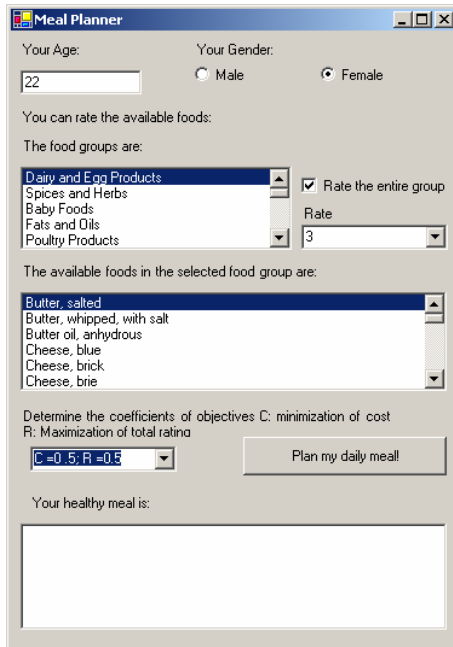 Meal Planner
Your Age:
Your Gender:
22
Male
Female
You can rate the available foods:
The food groups are:
Dairy and Egg Products
Spices and Herbs
Baby Foods
Fats and Oils
Poultry Products
Rate the entire group
Rate
3
The available foods in the selected food group are:
Butter, salted
Butter, whipped, with salt
Butter oil, anhydrous
Cheese, blue
Cheese, brick
Cheese, brie
Determine the coefficients of objectives C: minimization of cost
R: Maximization of total rating
C =0 .5; R =0.5
Plan my daily meal!
Your healthy meal is: